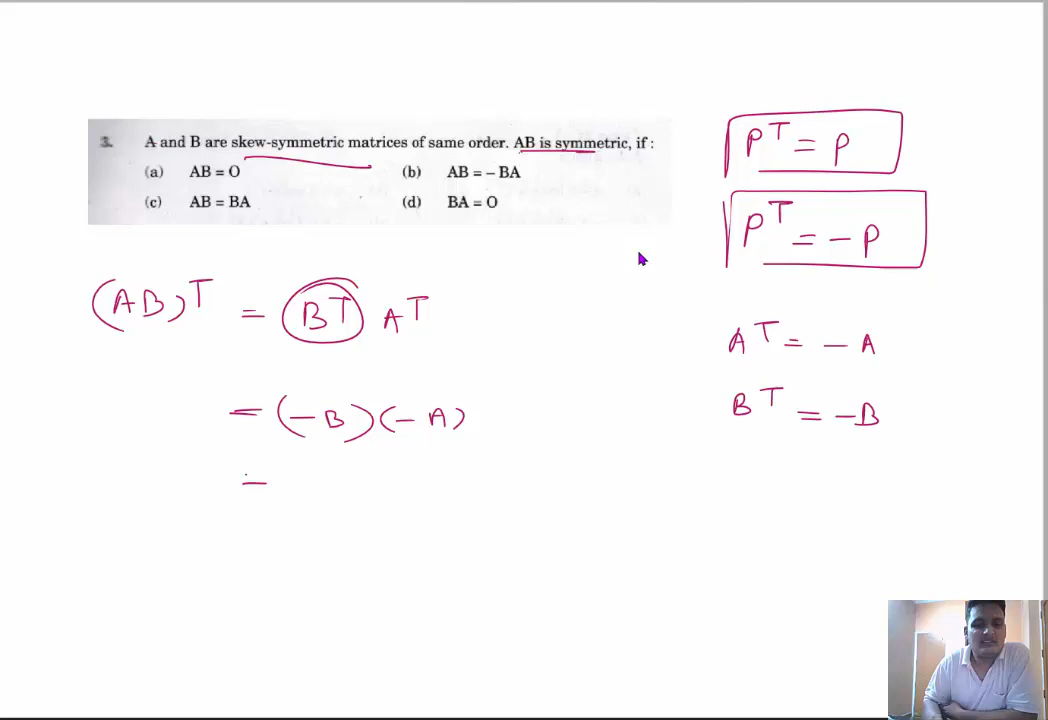 3. A and B are skew-symmetric matrices of same order. AB is symmetric, if :
(a) AB = O (b) AB = – BA
(c) AB = BA (d) BA = O
P^T = P
P^T = – P
(AB)^T = B^T A^T
A^T = – A
B^T = – B
= (– B)(– A)
=